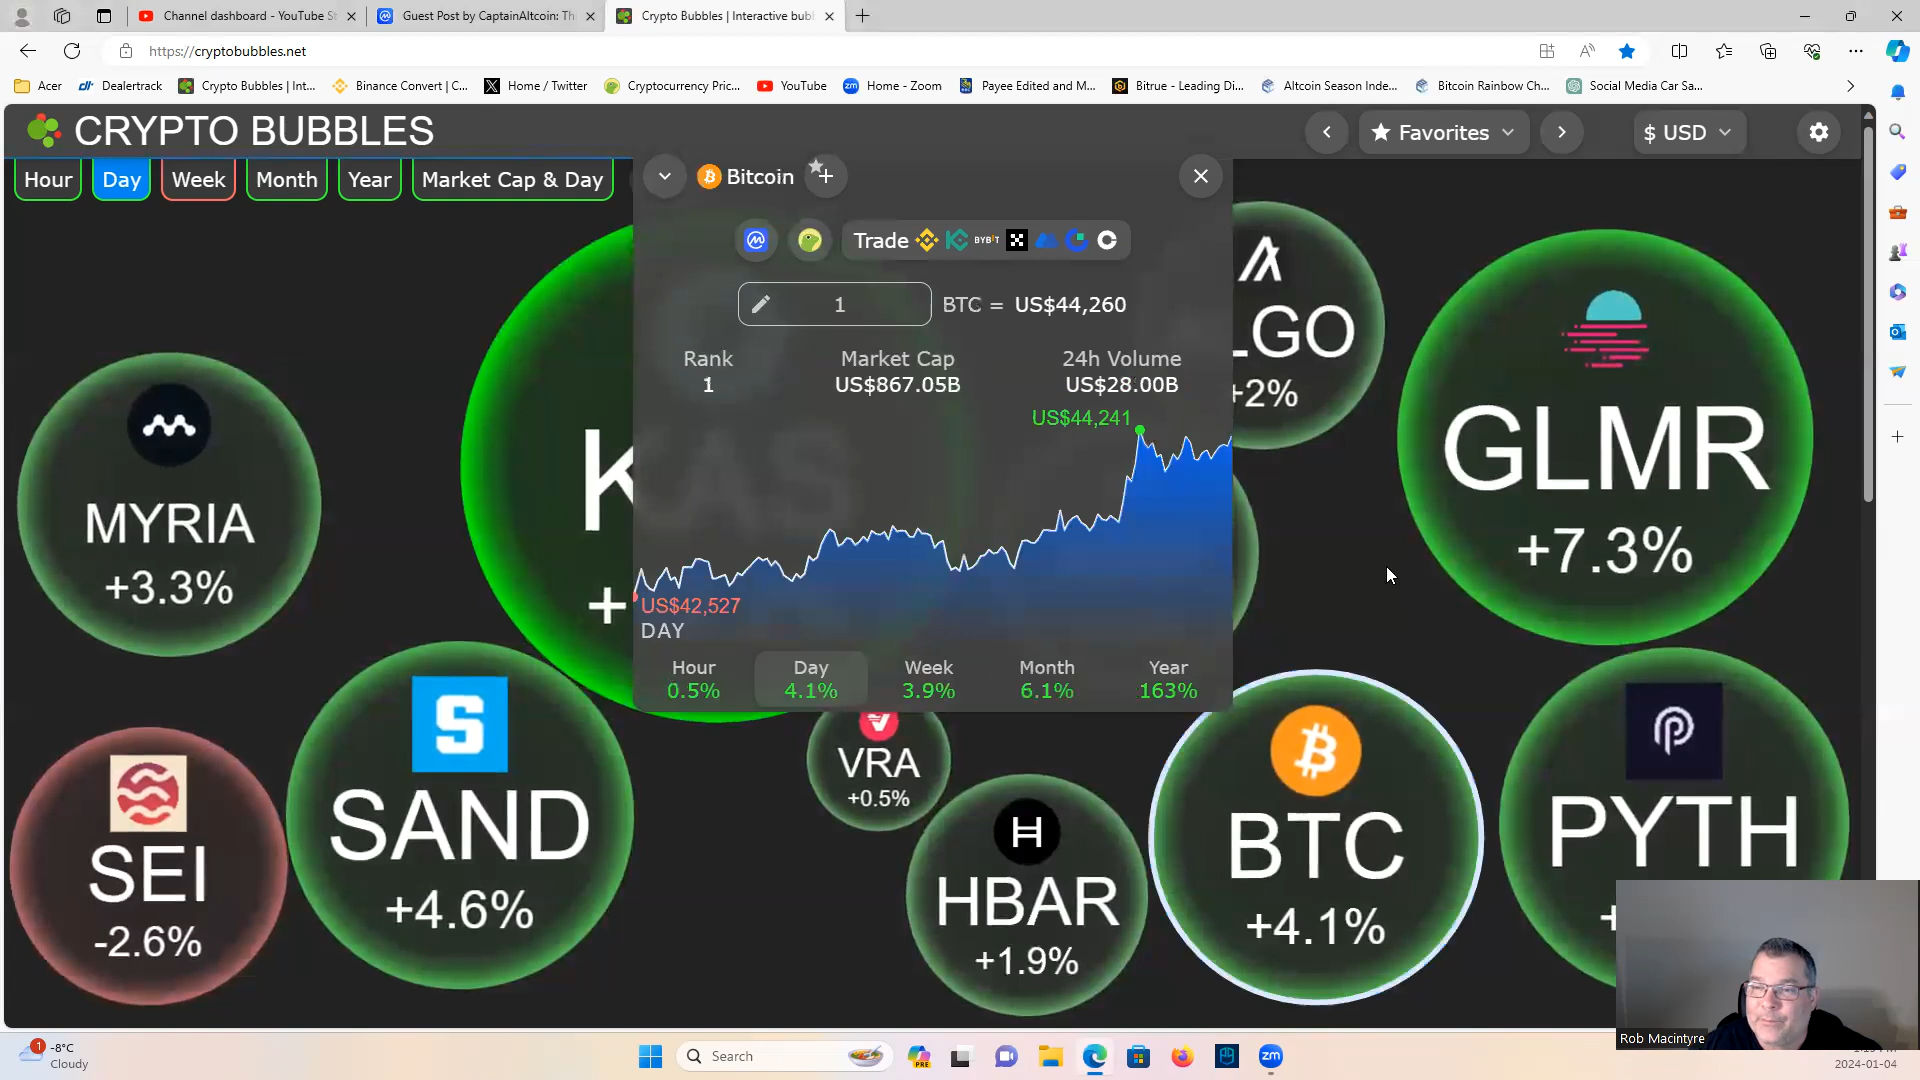 Channel dashboard - YouTube St
Guest Post by CaptainAltcoin: Th
Crypto Bubbles | Interactive bubb
https://cryptobubbles.net
Acer
Dealertrack
Crypto Bubbles | Int...
Binance Convert | C...
Home / Twitter
Cryptocurrency Pric...
YouTube
Home - Zoom
Payee Edited and M...
Bitrue - Leading Di...
Altcoin Season Inde...
Bitcoin Rainbow Ch...
Social Media Car Sa...
CRYPTO BUBBLES
Favorites
$ USD
Hour
Day
Week
Month
Year
Market Cap & Day
Bitcoin
Trade
BYBIT
1
BTC = US$44,260
Rank
1
Market Cap
US$867.05B
24h Volume
US$28.00B
US$44,241
KAS
US$42,527
DAY
Hour
0.5%
Day
4.1%
Week
3.9%
Month
6.1%
Year
163%
LGO
+2%
GLMR
+7.3%
MYRIA
+3.3%
K
+
SEI
-2.6%
SAND
+4.6%
VRA
+0.5%
HBAR
+1.9%
BTC
+4.1%
PYTH
+
Rob Macintyre
1
-8°C
Cloudy
Search
PRE
zm
2024-01-04